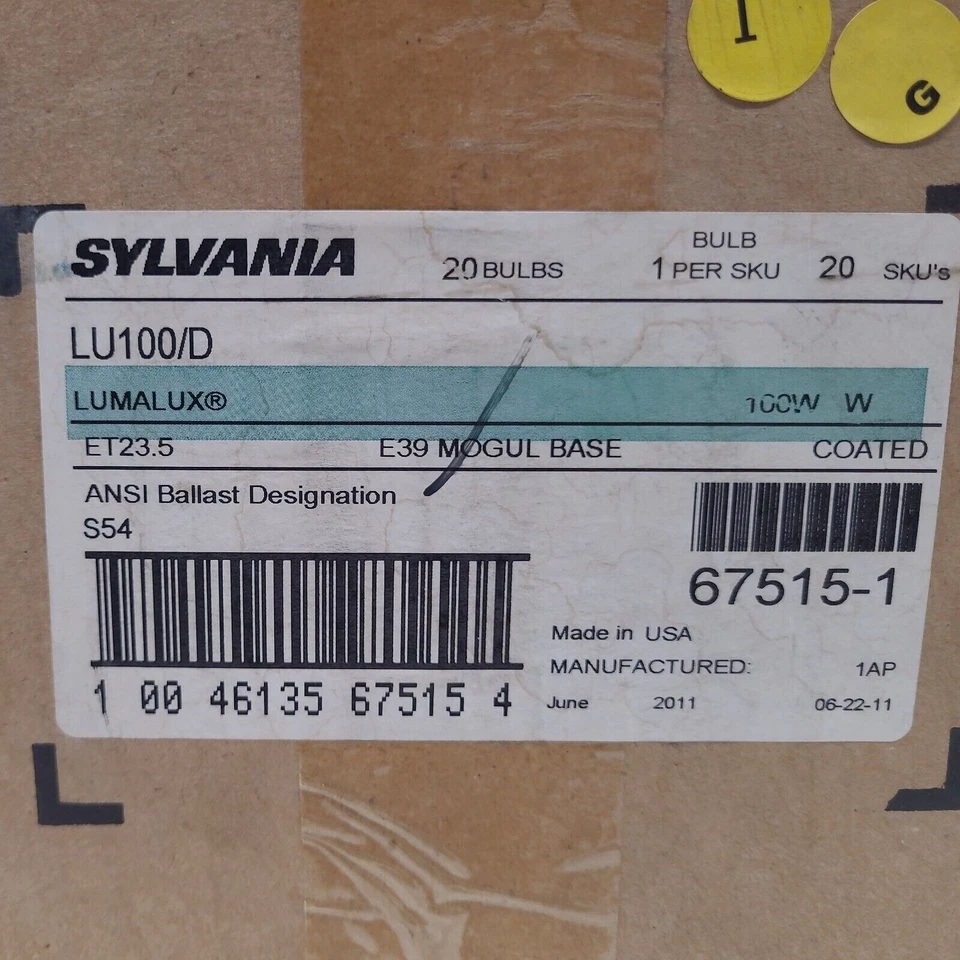 I
G
SYLVANIA 20 BULBS 1 BULB PER SKU 20 SKU's
LU100/D
LUMALUX® 100W W
ET23.5 E39 MOGUL BASE COATED
ANSI Ballast Designation
S54
67515-1
Made in USA
MANUFACTURED: 1AP
1 00 46135 67515 4
June 2011 06-22-11